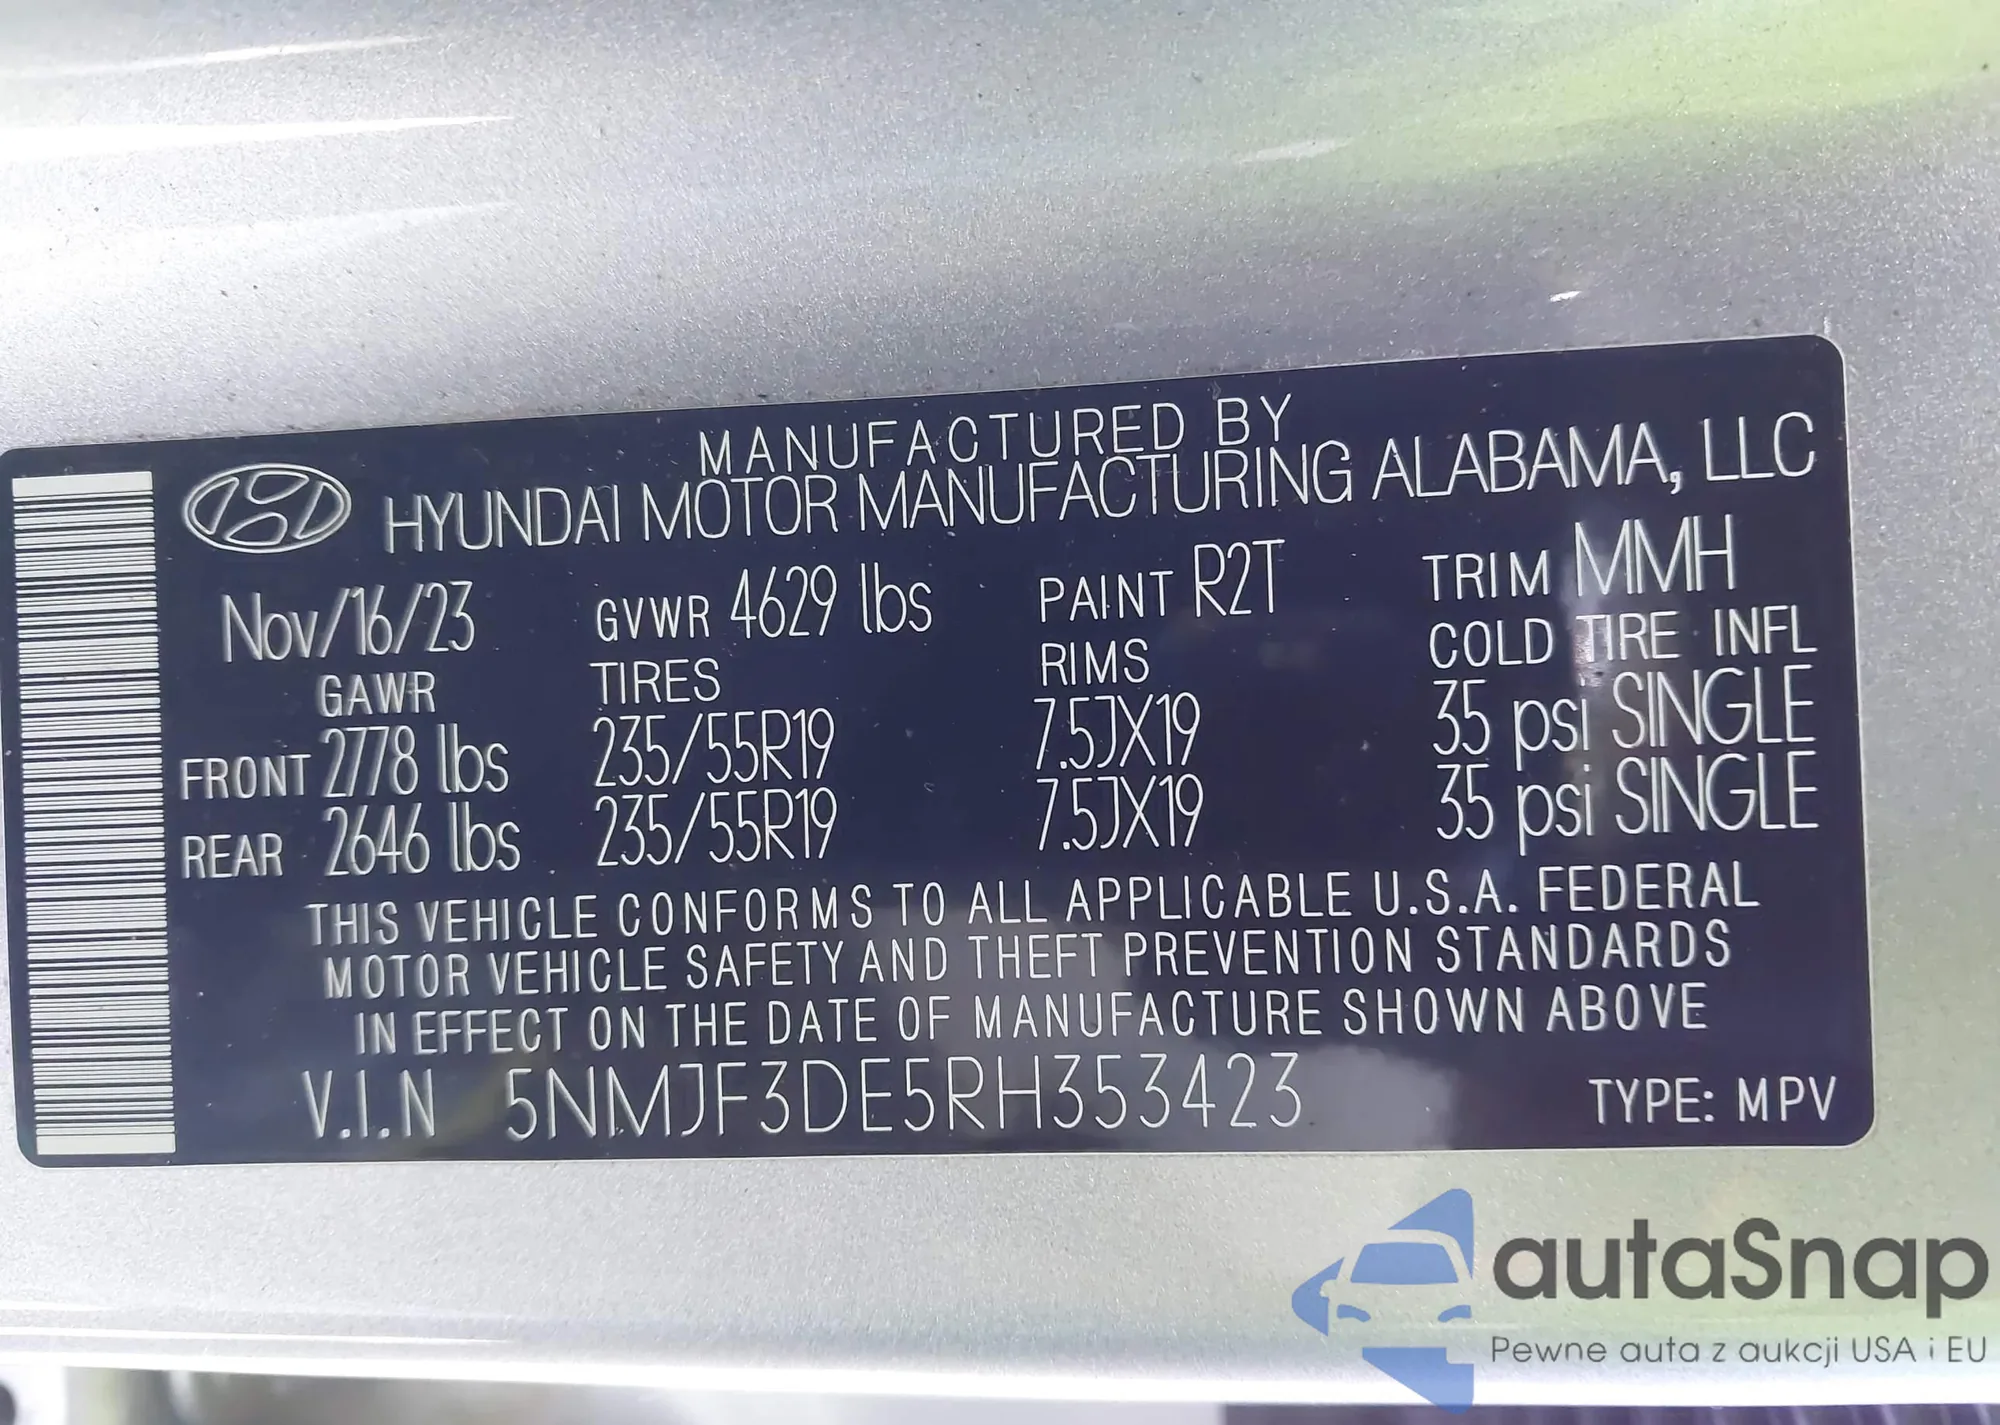 MANUFACTURED BY
HYUNDAI MOTOR MANUFACTURING ALABAMA, LLC
Nov/16/23 GVWR 4629 lbs PAINT R2T TRIM MMH
GAWR TIRES RIMS COLD TIRE INFL
FRONT 2778 lbs 235/55R19 7.5JX19 35 psi SINGLE
REAR 2646 lbs 235/55R19 7.5JX19 35 psi SINGLE
THIS VEHICLE CONFORMS TO ALL APPLICABLE U.S.A. FEDERAL
MOTOR VEHICLE SAFETY AND THEFT PREVENTION STANDARDS
IN EFFECT ON THE DATE OF MANUFACTURE SHOWN ABOVE
V.I.N 5NMJF3DE5RH353423 TYPE: MPV
autaSnap
Pewne auta z aukcji USA i EU